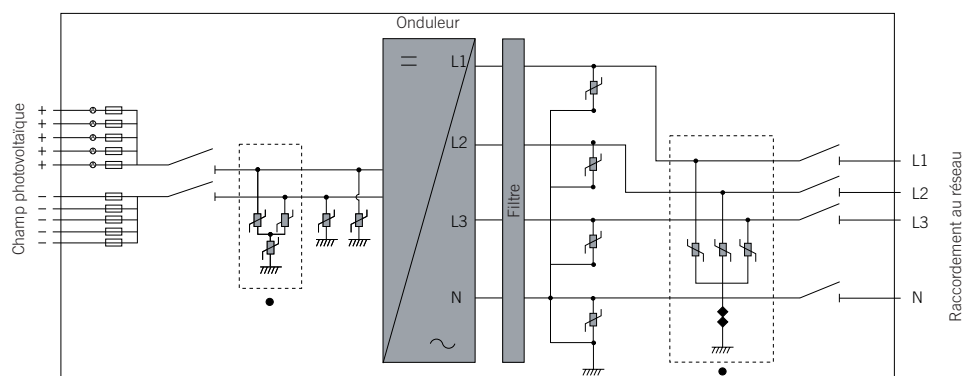 Onduleur
Champ photovoltaïque
+
+
+
+
+
−
−
−
−
−
=
L1
L2
L3
N
~
Filtre
L1
L2
L3
N
Raccordement au réseau